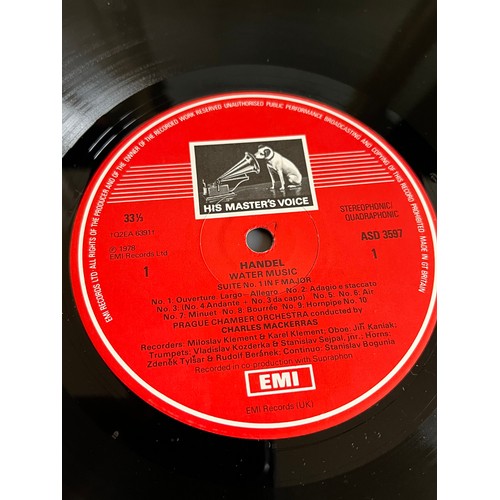 ALL RIGHTS OF THE PRODUCER AND OF THE OWNER OF THE RECORDED WORK RESERVED UNAUTHORISED PUBLIC PERFORMANCE BROADCASTING AND COPYING OF THIS RECORD PROHIBITED MADE IN GT BRITAIN
EMI RECORDS LTD
HIS MASTER'S VOICE
33⅓
STEREOPHONIC/
QUADRAPHONIC
1Q2EA 6391
℗ 1978
EMI Records Ltd
ASD 3597
1
1
HANDEL
WATER MUSIC
SUITE No. 1 IN F MAJOR
No. 1: Ouverture: Largo - Allegro No. 2: Adagio e staccato
No. 3. (No. 4 Andante + No. 3 da capo) No. 5. No. 6: Air
No. 7: Minuet No. 8: Bourrée No. 9: Hornpipe No. 10
PRAGUE CHAMBER ORCHESTRA conducted by
CHARLES MACKERRAS
Recorders: Miloslav Klement & Karel Klement; Oboe: Jiří Kaniak;
Trumpets: Vladislav Kozderka & Stanislav Sejpal, jnr.; Horns:
Zdeněk Tylšar & Rudolf Beránek; Continuo: Stanislav Bogunia
Recorded in co-production with Supraphon
EMI
EMI Records (UK)